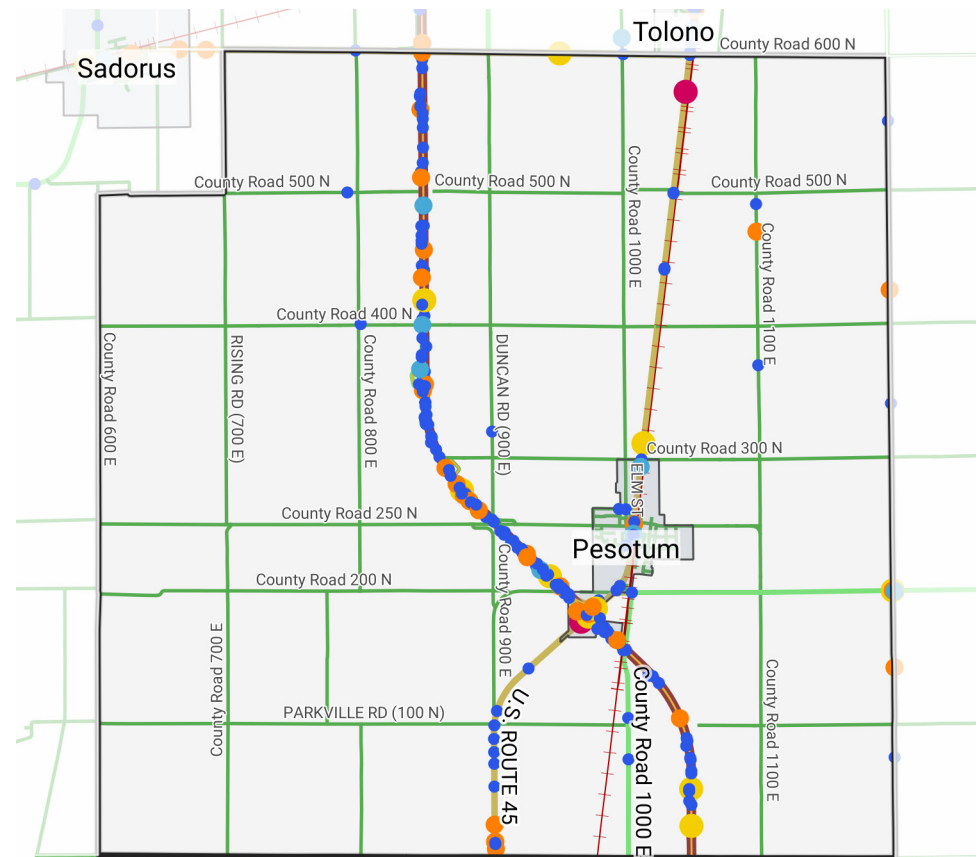 Tolono
County Road 600 N
Sadorus
County Road 500 N
County Road 500 N
County Road 500 N
County Road 1000 E
County Road 1100 E
County Road 400 N
County Road 600 E
RISING RD (700 E)
County Road 800 E
DUNCAN RD (900 E)
County Road 300 N
ELM ST
County Road 250 N
Pesotum
County Road 200 N
County Road 900 E
County Road 700 E
PARKVILLE RD (100 N)
U.S. ROUTE 45
County Road 1000 E
County Road 1100 E